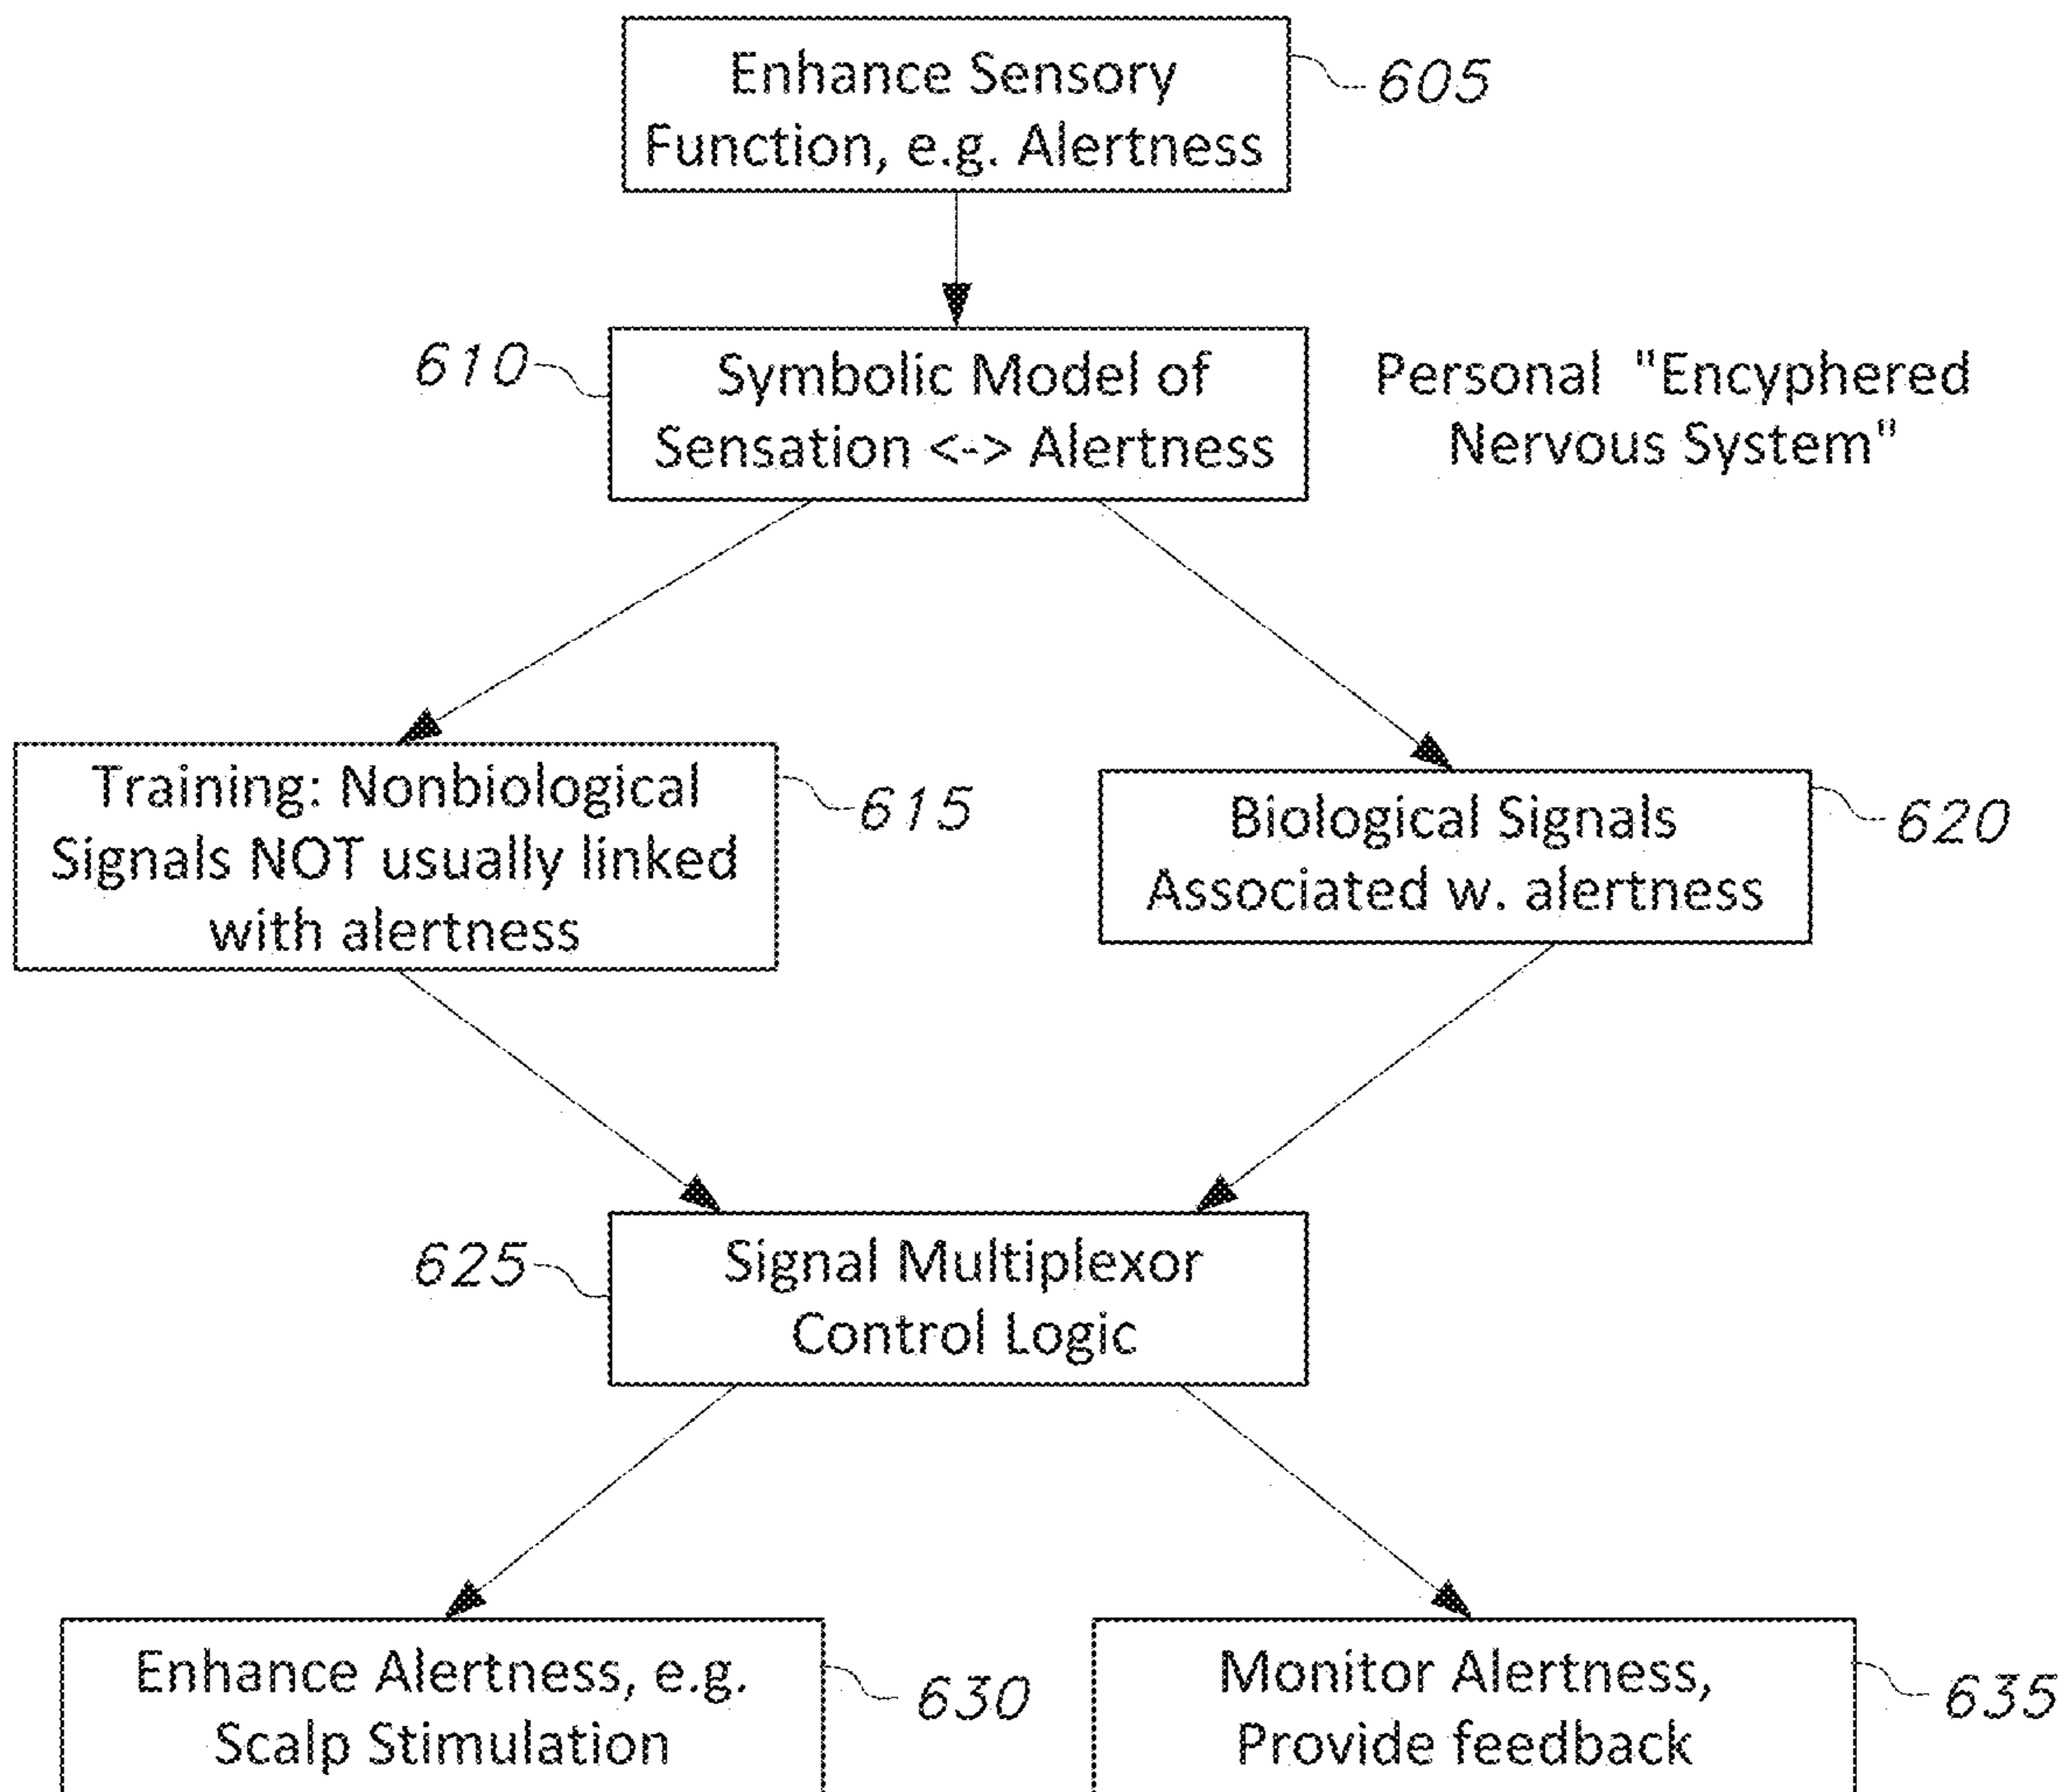 Enhance Sensory
Function, e.g. Alertness
605
610
Symbolic Model of
Sensation <-> Alertness
Personal "Encyphered
Nervous System"
Training: Nonbiological
Signals NOT usually linked
with alertness
615
Biological Signals
Associated w. alertness
620
625
Signal Multiplexor
Control Logic
Enhance Alertness, e.g.
Scalp Stimulation
630
Monitor Alertness,
Provide feedback
635